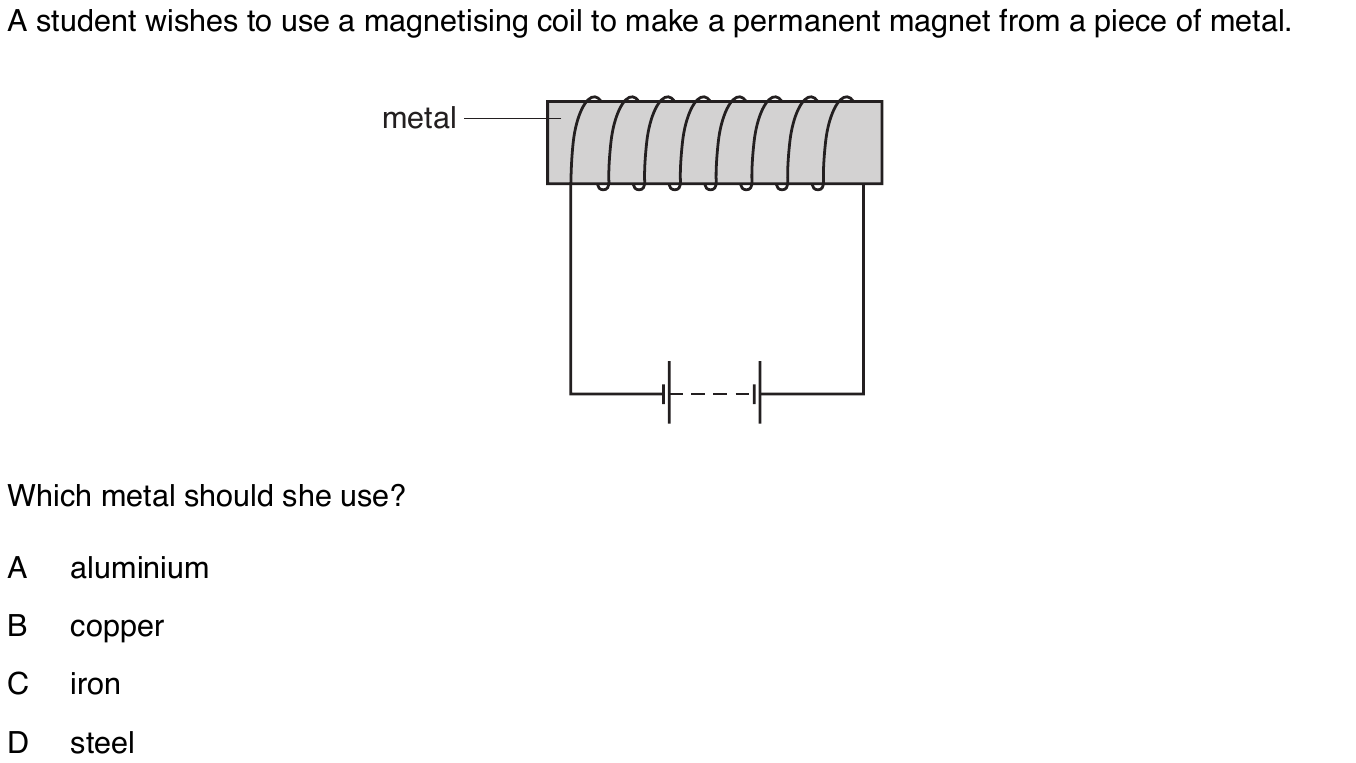 A student wishes to use a magnetising coil to make a permanent magnet from a piece of metal.
metal
Which metal should she use?
A aluminium
B copper
C iron
D steel